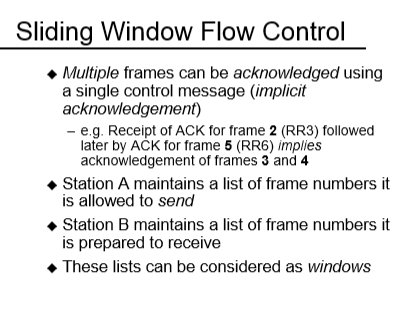 Sliding Window Flow Control
◆ Multiple frames can be acknowledged using
a single control message (implicit
acknowledgement)
– e.g. Receipt of ACK for frame 2 (RR3) followed
later by ACK for frame 5 (RR6) implies
acknowledgement of frames 3 and 4
◆ Station A maintains a list of frame numbers it
is allowed to send
◆ Station B maintains a list of frame numbers it
is prepared to receive
◆ These lists can be considered as windows